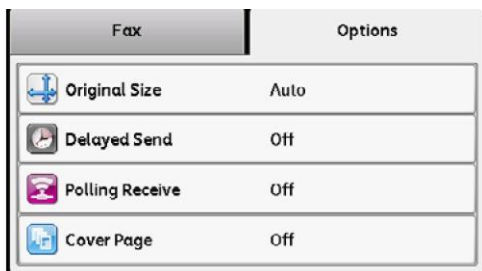 Fax Options
Original Size Auto
Delayed Send Off
Polling Receive Off
Cover Page Off